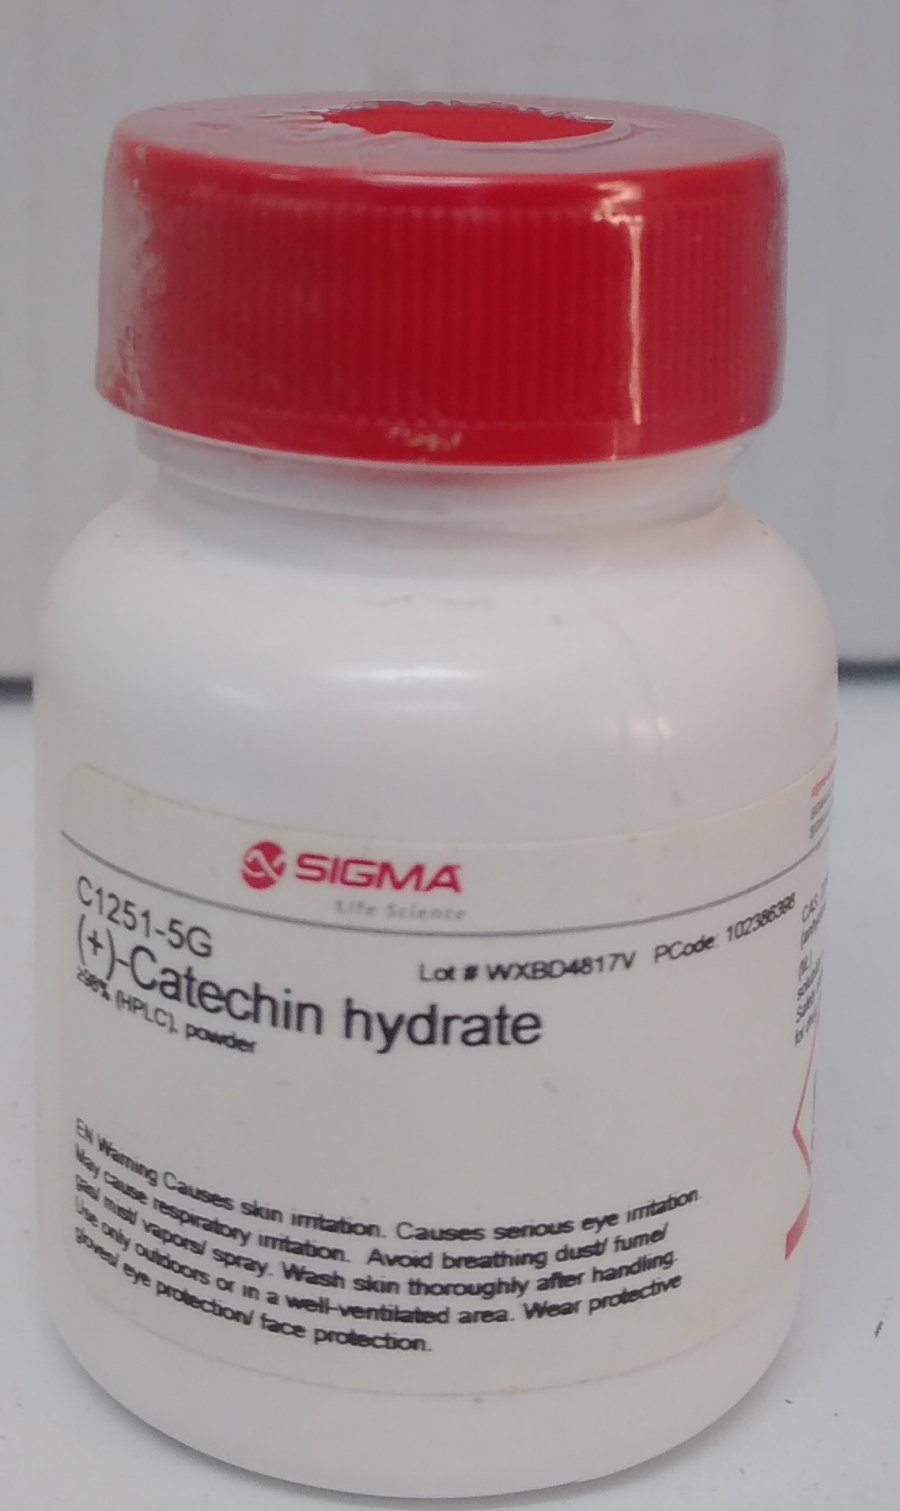 SIGMA
Life Science
C1251-5G
Lot # WXBD4817V PCode: 102386398
(+)-Catechin hydrate
≥98% (HPLC), powder
EN Warning Causes skin irritation. Causes serious eye irritation.
May cause respiratory irritation. Avoid breathing dust/ fume/
gas/ mist/ vapors/ spray. Wash skin thoroughly after handling.
Use only outdoors or in a well-ventilated area. Wear protective
gloves/ eye protection/ face protection.
CAS